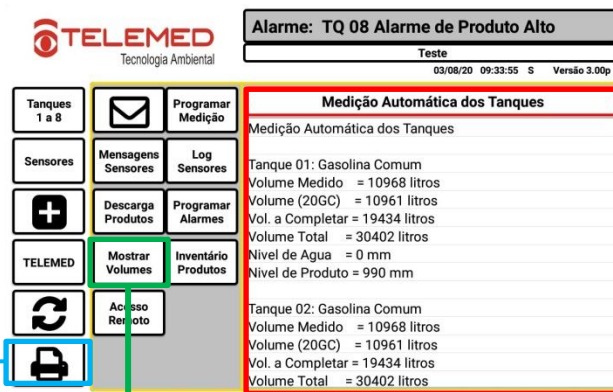 TELEMED
Tecnologia Ambiental
Alarme: TQ 08 Alarme de Produto Alto
Teste
03/08/20 09:33:55 S Versão 3.00p
Tanques
1 a 8
Programar
Medição
Sensores
Mensagens
Sensores
Log
Sensores
Descarga
Produtos
Programar
Alarmes
TELEMED
Mostrar
Volumes
Inventário
Produtos
Acesso
Remoto
Medição Automática dos Tanques
Medição Automática dos Tanques
Tanque 01: Gasolina Comum
Volume Medido = 10968 litros
Volume (20GC) = 10961 litros
Vol. a Completar = 19434 litros
Volume Total = 30402 litros
Nivel de Agua = 0 mm
Nivel de Produto = 990 mm
Tanque 02: Gasolina Comum
Volume Medido = 10968 litros
Volume (20GC) = 10961 litros
Vol. a Completar = 19434 litros
Volume Total = 30402 litros